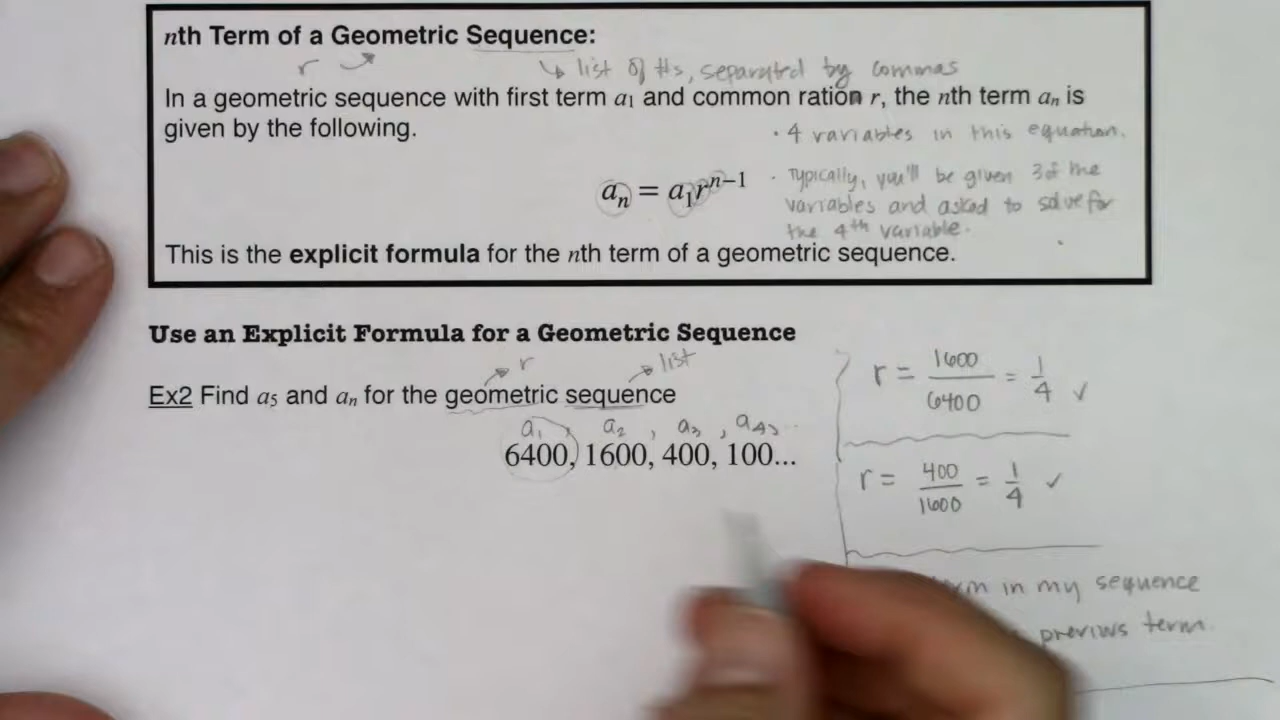 nth Term of a Geometric Sequence:
r
↳ list of #s, separated by commas
In a geometric sequence with first term a₁ and common ration r, the nth term aₙ is
given by the following.
· 4 variables in this equation.
aₙ = a₁rⁿ⁻¹
· Typically, you'll be given 3 of the
variables and asked to solve for
the 4th variable.
This is the explicit formula for the nth term of a geometric sequence.
Use an Explicit Formula for a Geometric Sequence
r
list
Ex2 Find a₅ and aₙ for the geometric sequence
a₁, a₂, a₃, a₄, ...
6400, 1600, 400, 100...
r = 1600/6400 = 1/4 ✓
r = 400/1600 = 1/4 ✓
in my sequence
previous term.